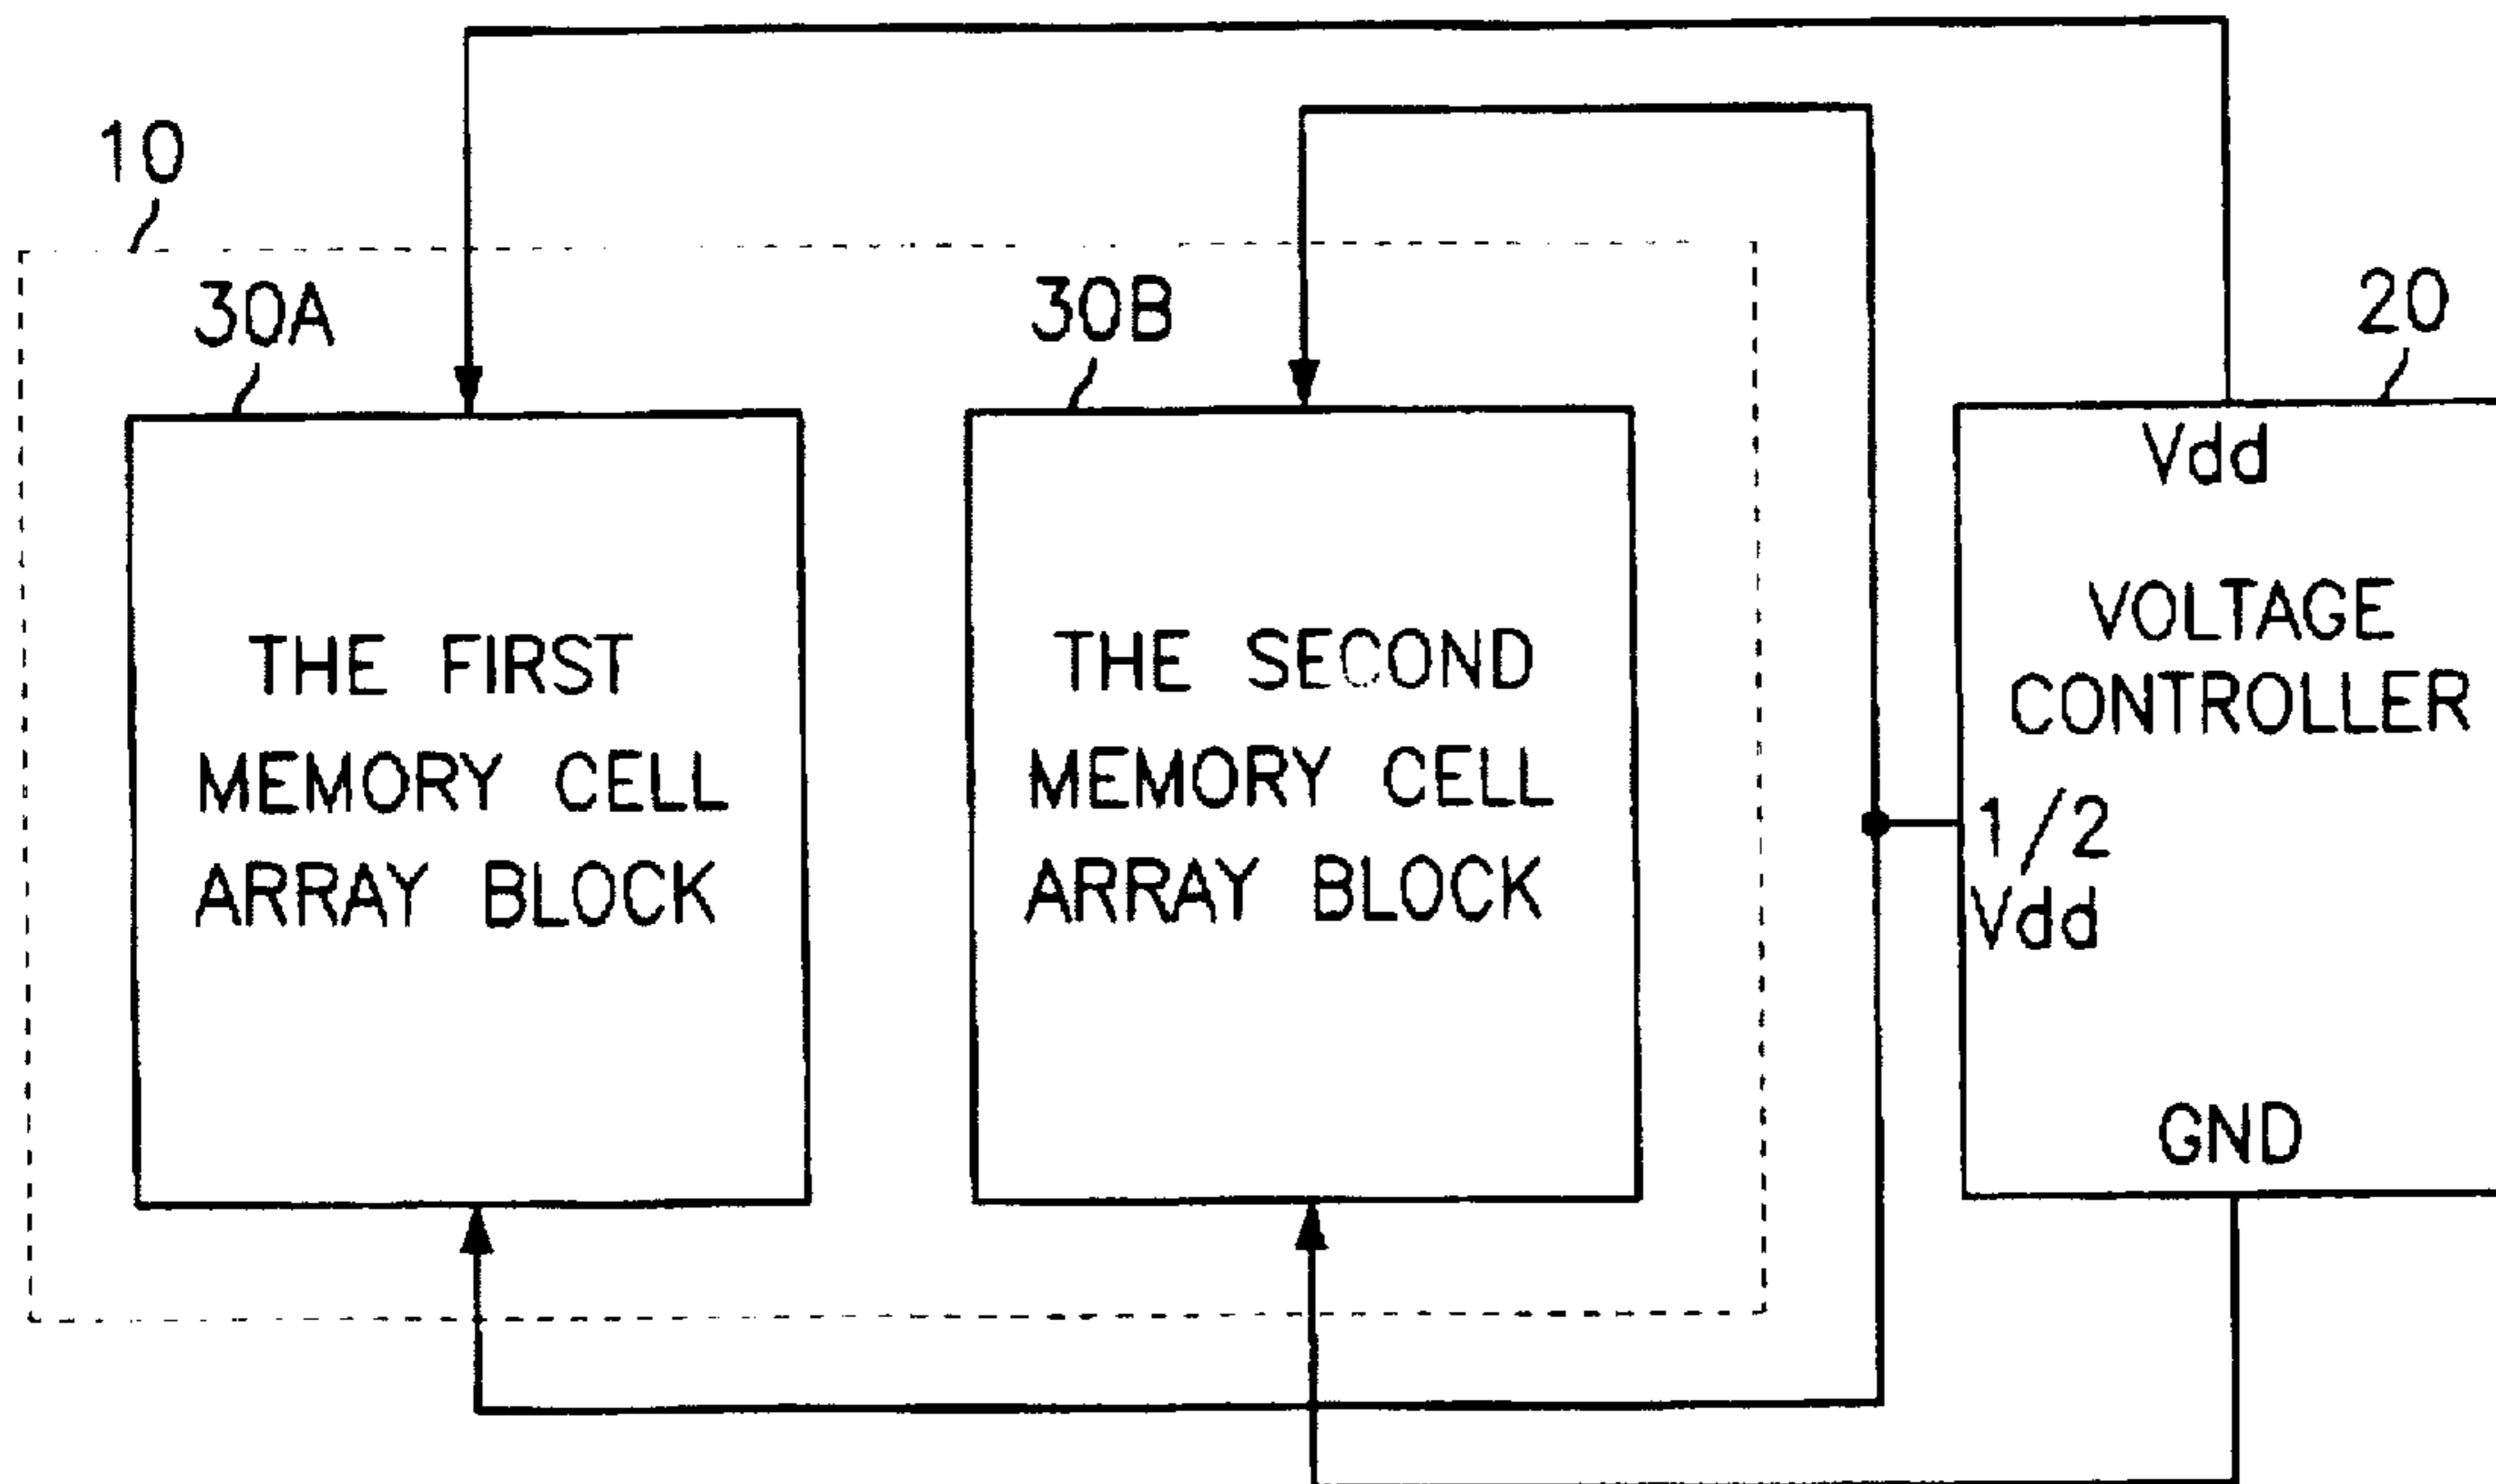 10
30A
30B
20
Vdd
VOLTAGE
CONTROLLER
1/2
Vdd
GND
THE FIRST
MEMORY CELL
ARRAY BLOCK
THE SECOND
MEMORY CELL
ARRAY BLOCK